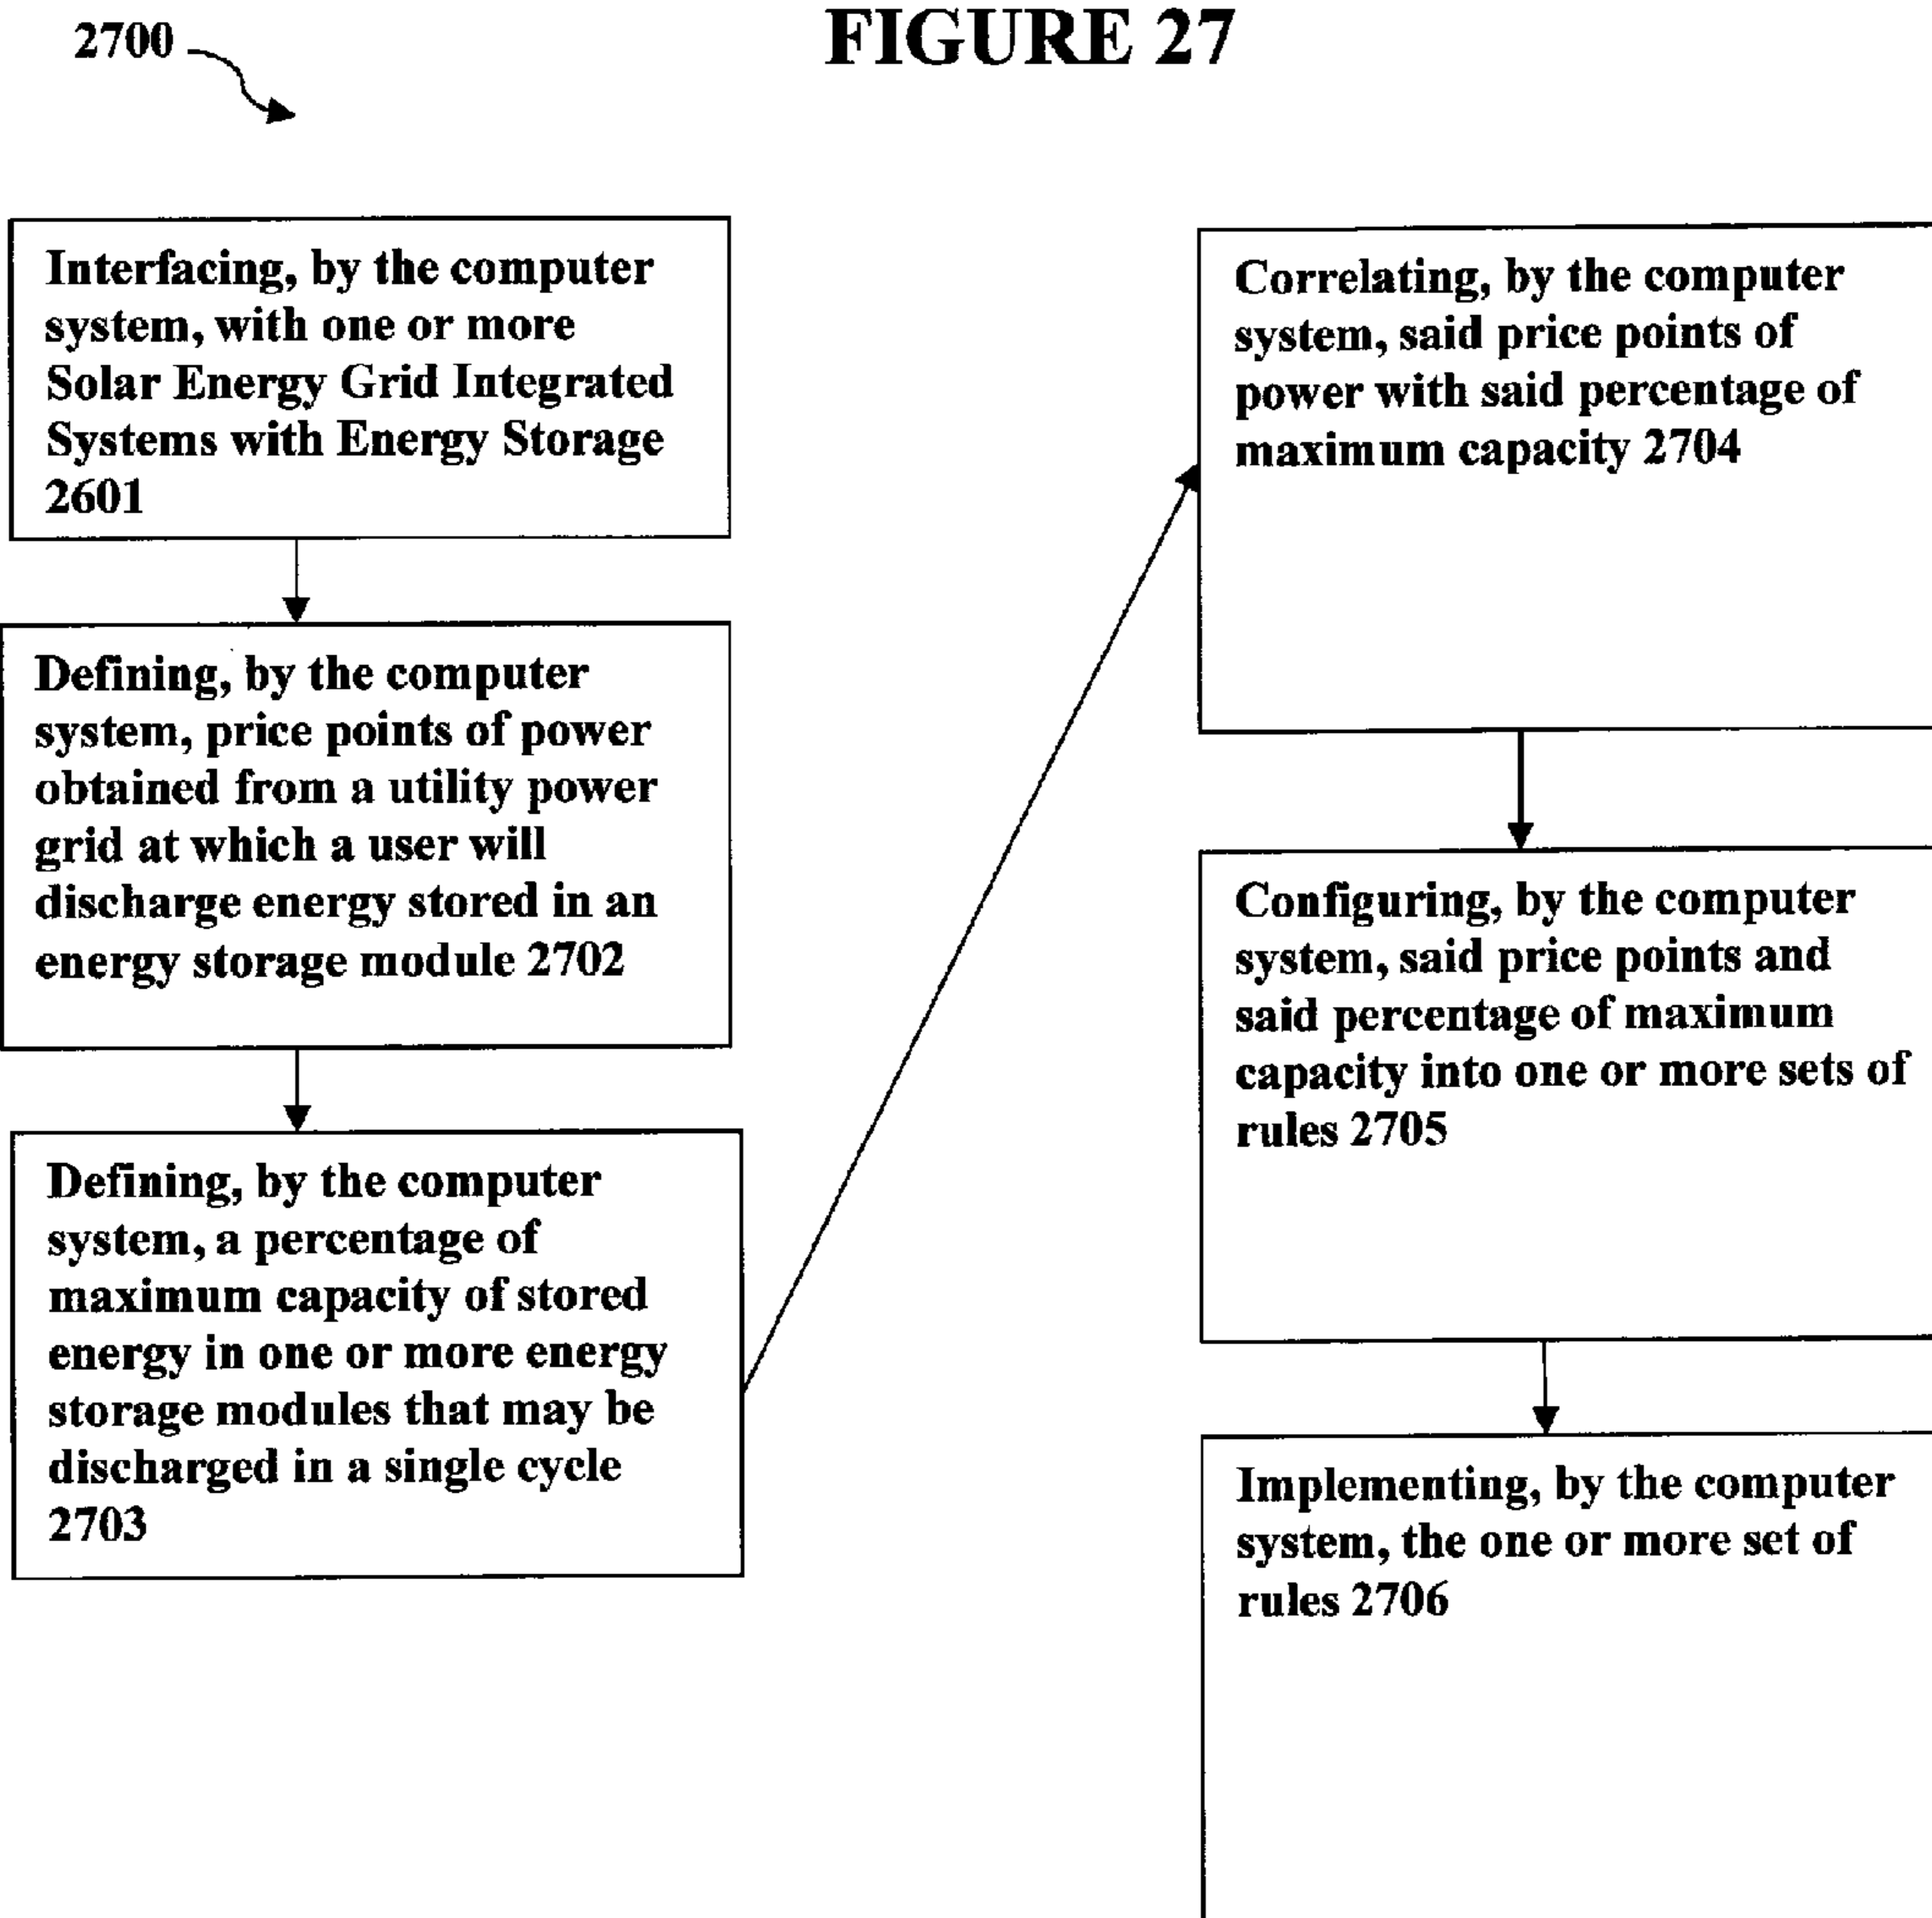 2700
FIGURE 27
Interfacing, by the computer
system, with one or more
Solar Energy Grid Integrated
Systems with Energy Storage
2601
Defining, by the computer
system, price points of power
obtained from a utility power
grid at which a user will
discharge energy stored in an
energy storage module 2702
Defining, by the computer
system, a percentage of
maximum capacity of stored
energy in one or more energy
storage modules that may be
discharged in a single cycle
2703
Correlating, by the computer
system, said price points of
power with said percentage of
maximum capacity 2704
Configuring, by the computer
system, said price points and
said percentage of maximum
capacity into one or more sets of
rules 2705
Implementing, by the computer
system, the one or more set of
rules 2706